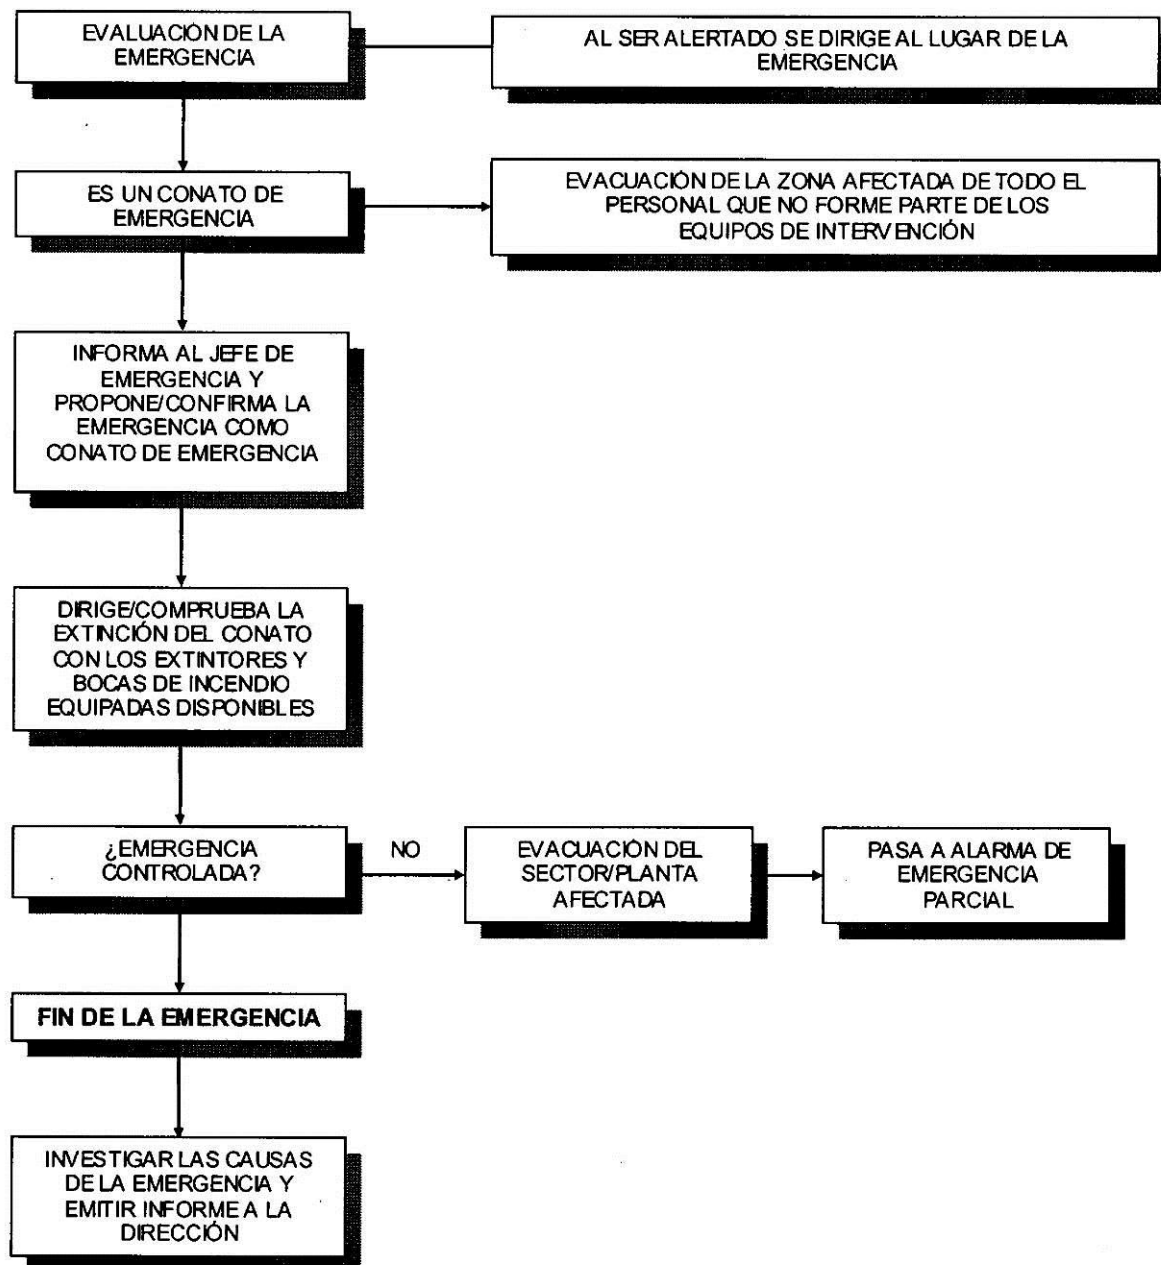 EVALUACIÓN DE LA
EMERGENCIA
AL SER ALERTADO SE DIRIGE AL LUGAR DE LA
EMERGENCIA
ES UN CONATO DE
EMERGENCIA
EVACUACIÓN DE LA ZONA AFECTADA DE TODO EL
PERSONAL QUE NO FORME PARTE DE LOS
EQUIPOS DE INTERVENCIÓN
INFORMA AL JEFE DE
EMERGENCIA Y
PROPONE/CONFIRMA LA
EMERGENCIA COMO
CONATO DE EMERGENCIA
DIRIGE/COMPRUEBA LA
EXTINCIÓN DEL CONATO
CON LOS EXTINTORES Y
BOCAS DE INCENDIO
EQUIPADAS DISPONIBLES
¿EMERGENCIA
CONTROLADA?
NO
EVACUACIÓN DEL
SECTOR/PLANTA
AFECTADA
PASA A ALARMA DE
EMERGENCIA
PARCIAL
FIN DE LA EMERGENCIA
INVESTIGAR LAS CAUSAS
DE LA EMERGENCIA Y
EMITIR INFORME A LA
DIRECCIÓN